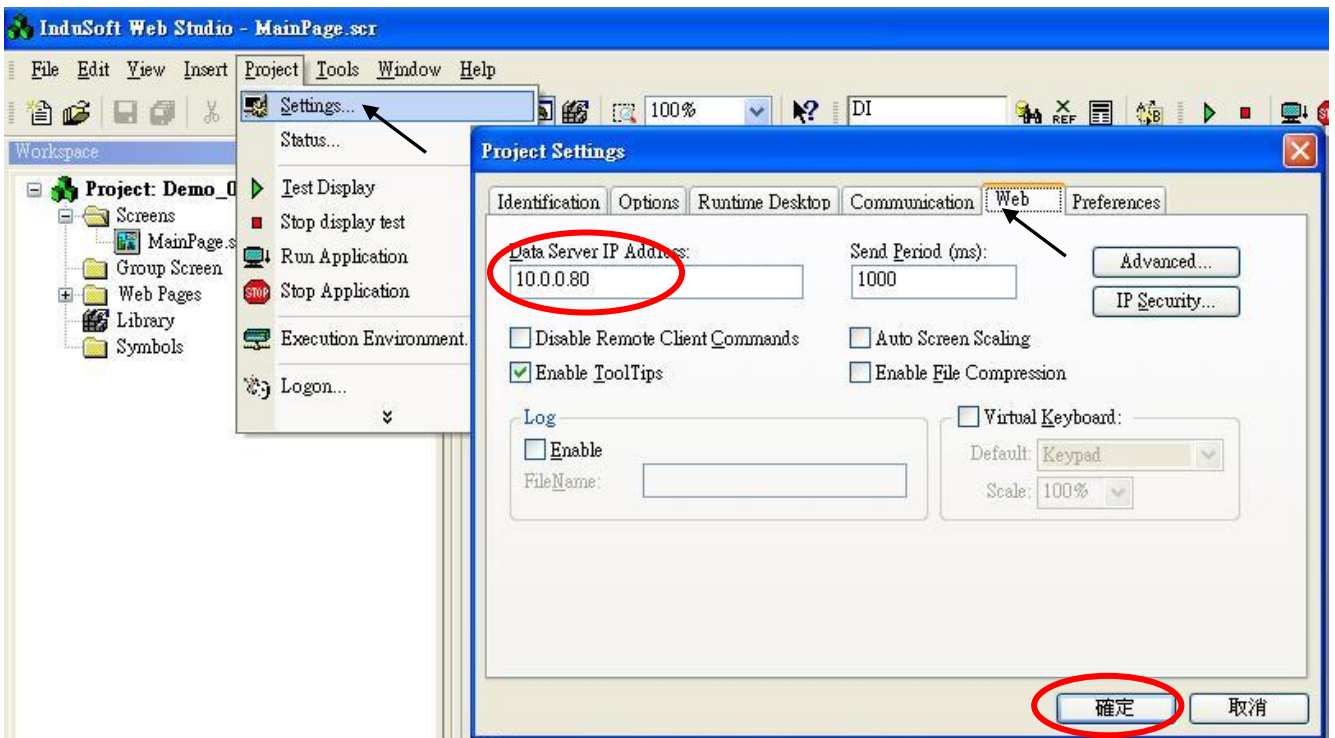 InduSoft Web Studio - MainPage.scr
File Edit View Insert Project Tools Window Help
Settings...
100%
DI
X REF
Workspace
Status...
Project Settings
Project: Demo_0
Test Display
Identification Options Runtime Desktop Communication Web Preferences
Screens
Stop display test
MainPage.s
Data Server IP Address:
Send Period (ms):
Run Application
Advanced...
Group Screen
10.0.0.80
1000
Web Pages
STOP Stop Application
IP Security...
Library
Execution Environment.
Disable Remote Client Commands
Auto Screen Scaling
Symbols
Enable ToolTips
Enable File Compression
Logon...
Log
Virtual Keyboard:
Enable
Default: Keypad
FileName:
Scale: 100%
確定
取消